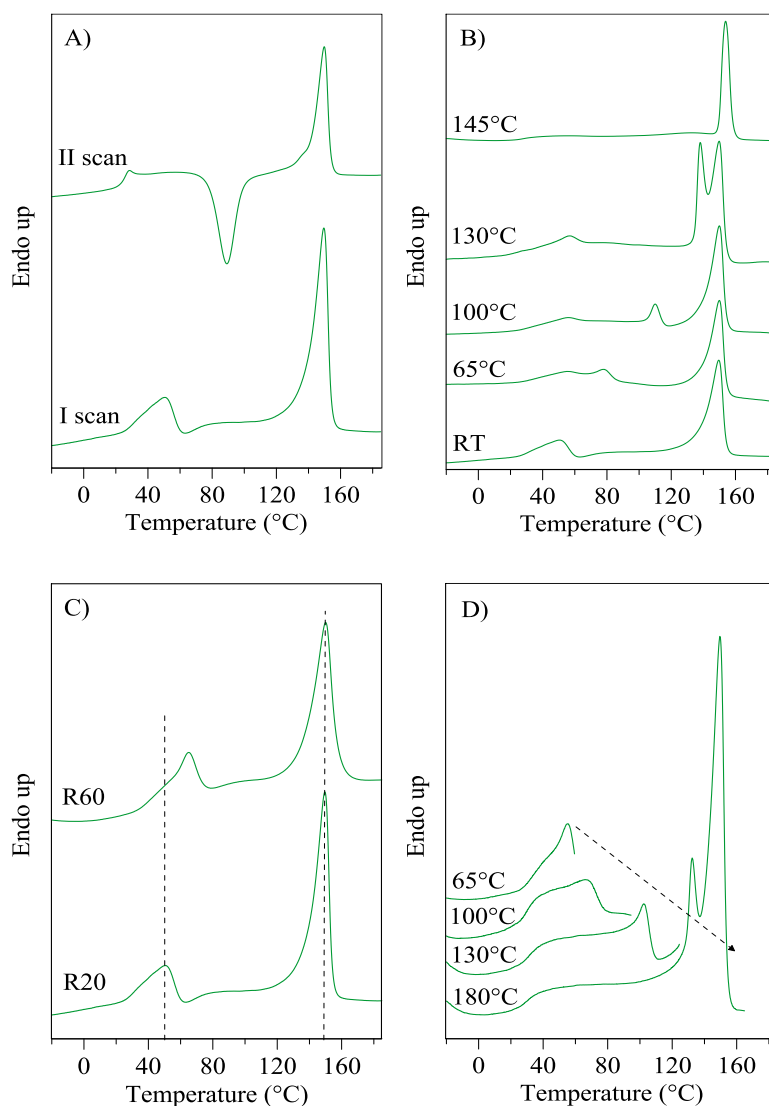 A)
II scan
I scan
Endo up
0 40 80 120 160
Temperature (°C)
B)
145°C
130°C
100°C
65°C
RT
Endo up
0 40 80 120 160
Temperature (°C)
C)
R60
R20
Endo up
0 40 80 120 160
Temperature (°C)
D)
65°C
100°C
130°C
180°C
Endo up
0 40 80 120 160
Temperature (°C)